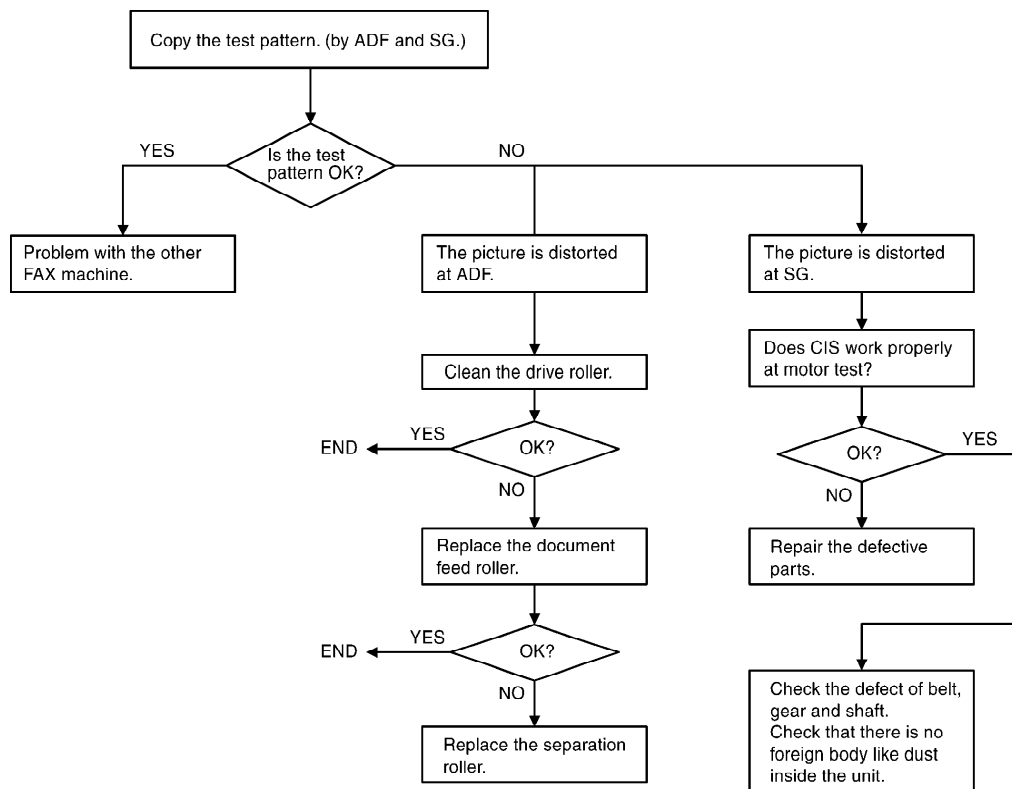 Copy the test pattern. (by ADF and SG.)
YES
Is the test
pattern OK?
NO
Problem with the other
FAX machine.
The picture is distorted
at ADF.
The picture is distorted
at SG.
Clean the drive roller.
Does CIS work properly
at motor test?
END
YES
OK?
NO
OK?
YES
NO
Replace the document
feed roller.
Repair the defective
parts.
END
YES
OK?
NO
Replace the separation
roller.
Check the defect of belt,
gear and shaft.
Check that there is no
foreign body like dust
inside the unit.